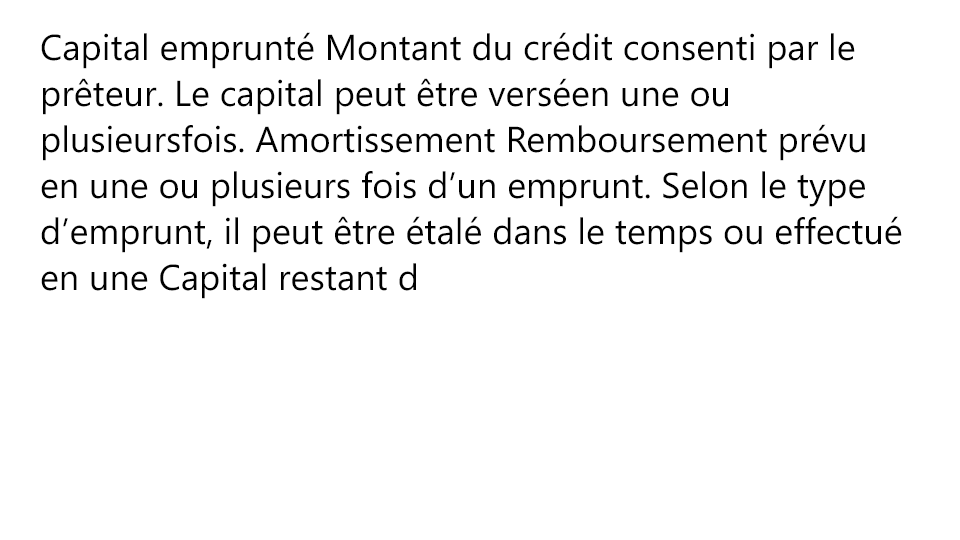 Capital emprunté Montant du crédit consenti par le
prêteur. Le capital peut être verséen une ou
plusieursfois. Amortissement Remboursement prévu
en une ou plusieurs fois d’un emprunt. Selon le type
d’emprunt, il peut être étalé dans le temps ou effectué
en une Capital restant d